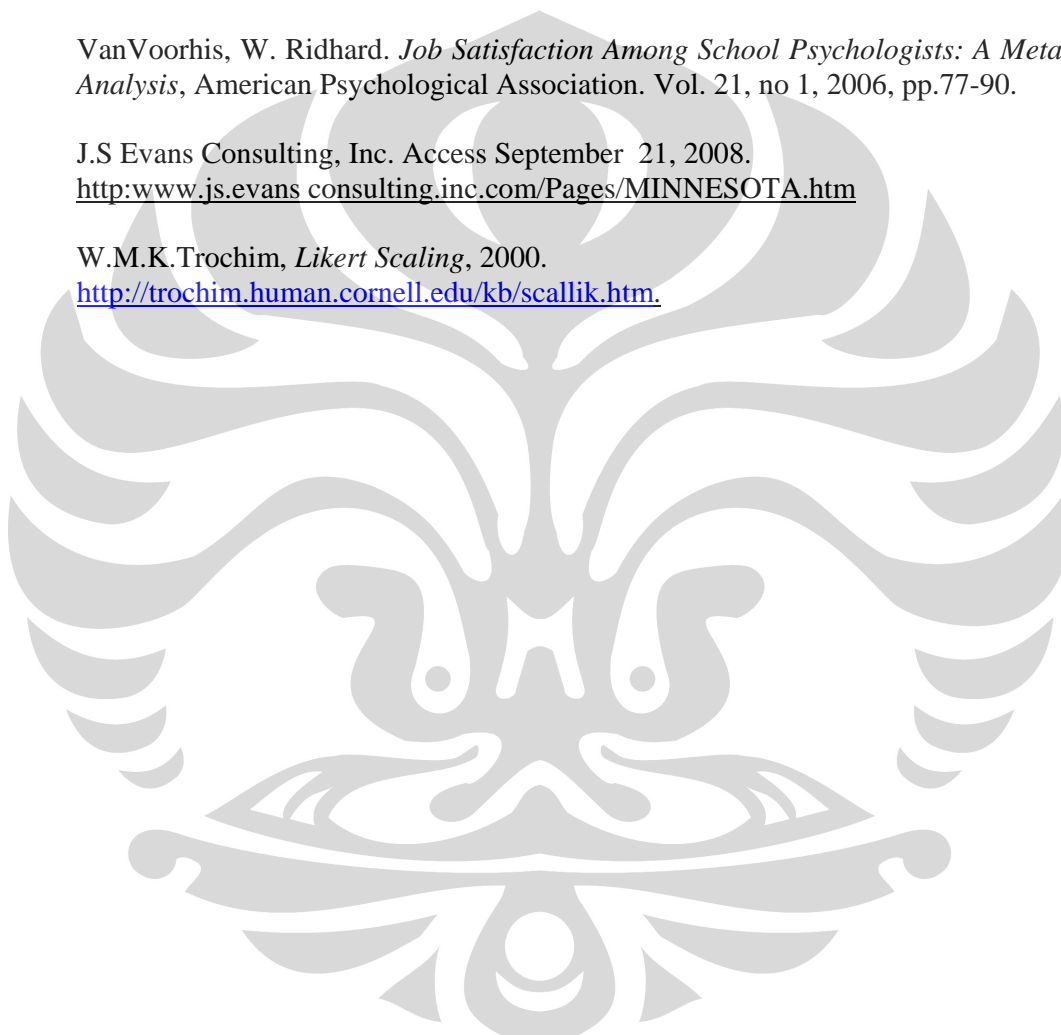 VanVoorhis, W. Ridhard. Job Satisfaction Among School Psychologists: A Meta
Analysis, American Psychological Association. Vol. 21, no 1, 2006, pp.77-90.
J.S Evans Consulting, Inc. Access September 21, 2008.
http:www.js.evans consulting.inc.com/Pages/MINNESOTA.htm
W.M.K.Trochim, Likert Scaling, 2000.
http://trochim.human.cornell.edu/kb/scallik.htm.